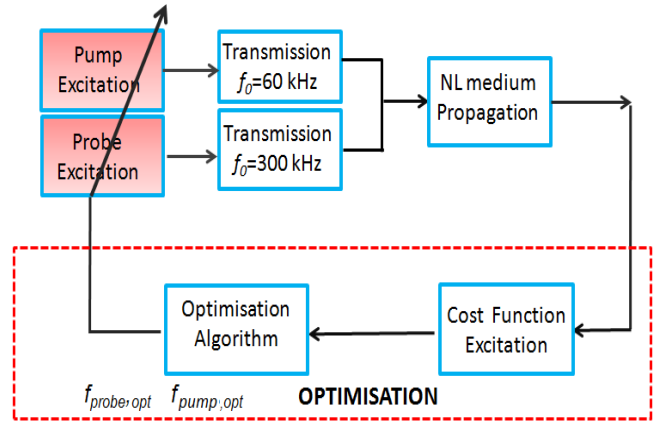 Pump
Excitation
Transmission
f0=60 kHz
NL medium
Propagation
Probe
Excitation
Transmission
f0=300 kHz
Optimisation
Algorithm
Cost Function
Excitation
fprobe,opt fpump,opt OPTIMISATION